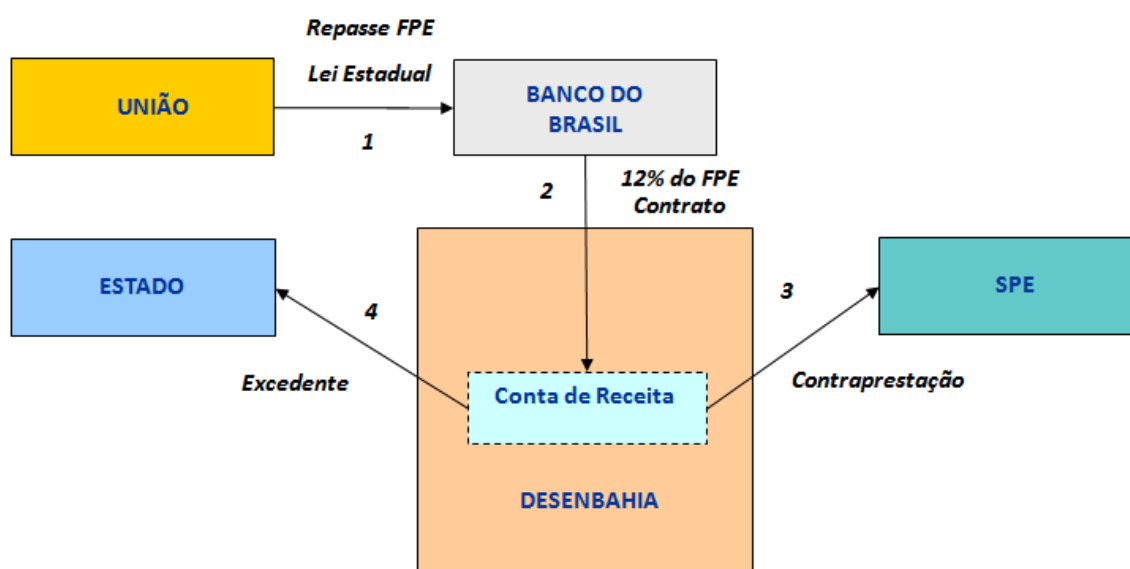 Repasse FPE
Lei Estadual
UNIÃO
BANCO DO
BRASIL
1
2
12% do FPE
Contrato
ESTADO
SPE
3
4
Excedente
Conta de Receita
Contraprestação
DESENBAHIA